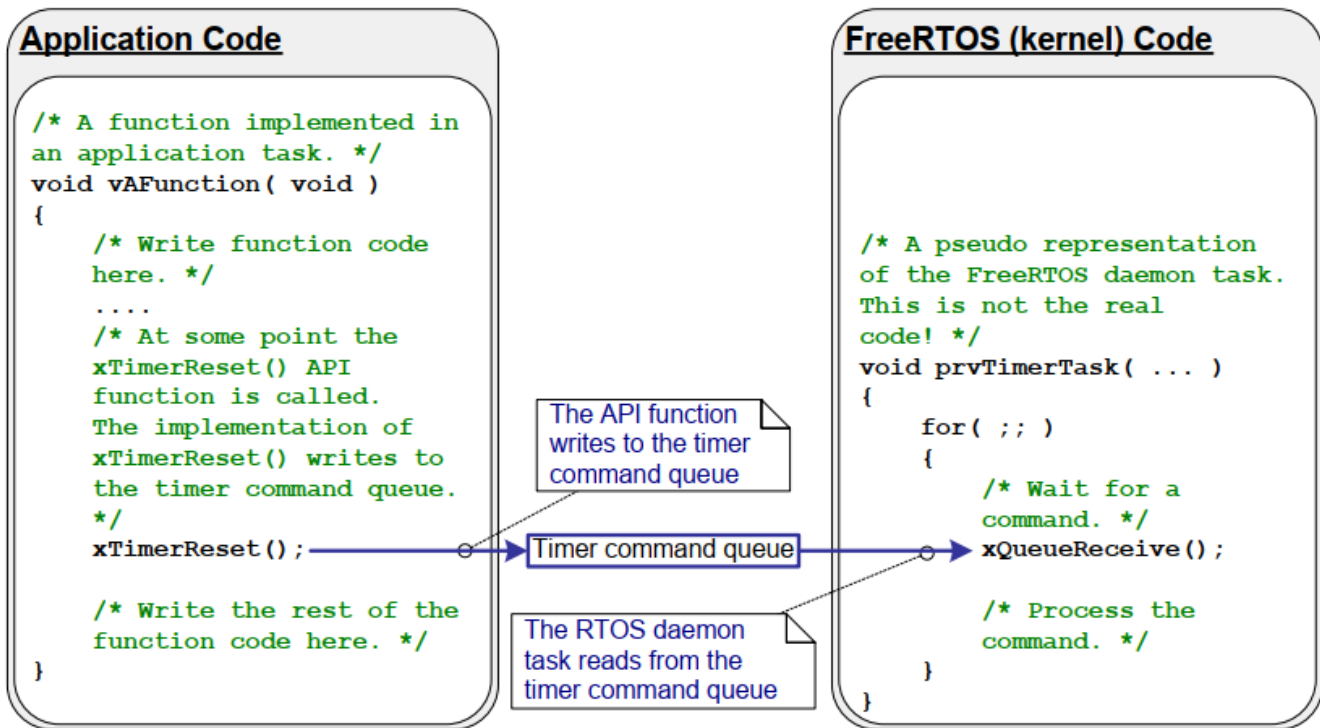 Application Code
/* A function implemented in
an application task. */
void vAFunction( void )
{
/* Write function code
here. */
....
/* At some point the
xTimerReset() API
function is called.
The implementation of
xTimerReset() writes to
the timer command queue.
*/
xTimerReset();
/* Write the rest of the
function code here. */
}
The API function
writes to the timer
command queue
Timer command queue
The RTOS daemon
task reads from the
timer command queue
FreeRTOS (kernel) Code
/* A pseudo representation
of the FreeRTOS daemon task.
This is not the real
code! */
void prvTimerTask( ... )
{
for( ;; )
{
/* Wait for a
command. */
xQueueReceive();
/* Process the
command. */
}
}